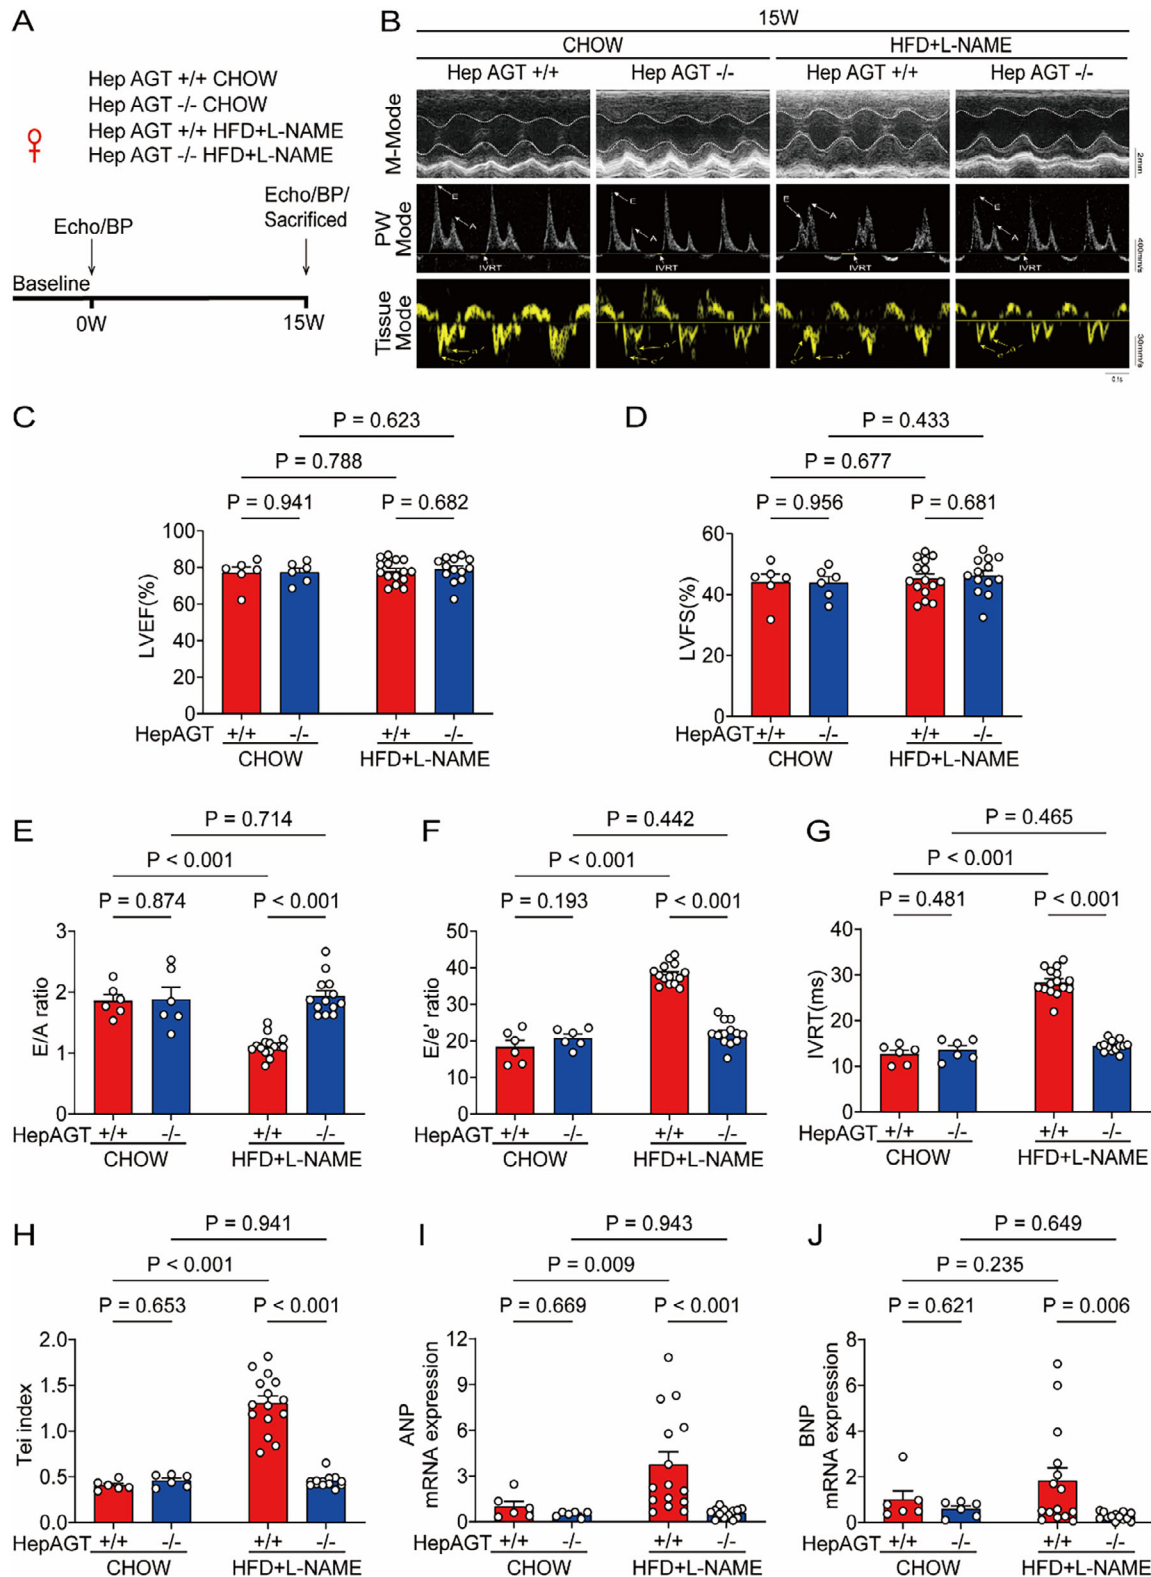 A
Hep AGT +/+ CHOW
Hep AGT -/- CHOW
Hep AGT +/+ HFD+L-NAME
Hep AGT -/- HFD+L-NAME
Echo/BP
Echo/BP/
Sacrificed
Baseline
0W
15W
B
15W
CHOW
HFD+L-NAME
Hep AGT +/+
Hep AGT -/-
Hep AGT +/+
Hep AGT -/-
M-Mode
2mm
PW
Mode
E
A
IVRT
E
A
IVRT
E
A
IVRT
E
A
IVRT
400mm/s
Tissue
Mode
e'
a'
e'
a'
e'
a'
e'
a'
30mm/s
0.1s
C
P = 0.623
P = 0.788
P = 0.941
P = 0.682
LVEF(%)
100
80
60
40
20
0
HepAGT +/+ -/- +/+ -/-
CHOW
HFD+L-NAME
D
P = 0.433
P = 0.677
P = 0.956
P = 0.681
LVFS(%)
60
40
20
0
HepAGT +/+ -/- +/+ -/-
CHOW
HFD+L-NAME
E
P = 0.714
P < 0.001
P = 0.874
P < 0.001
E/A ratio
3
2
1
0
HepAGT +/+ -/- +/+ -/-
CHOW
HFD+L-NAME
F
P = 0.442
P < 0.001
P = 0.193
P < 0.001
E/e' ratio
50
40
30
20
10
0
HepAGT +/+ -/- +/+ -/-
CHOW
HFD+L-NAME
G
P = 0.465
P < 0.001
P = 0.481
P < 0.001
IVRT(ms)
40
30
20
10
0
HepAGT +/+ -/- +/+ -/-
CHOW
HFD+L-NAME
H
P = 0.941
P < 0.001
P = 0.653
P < 0.001
Tei index
2.0
1.5
1.0
0.5
0.0
HepAGT +/+ -/- +/+ -/-
CHOW
HFD+L-NAME
I
P = 0.943
P = 0.009
P = 0.669
P < 0.001
ANP
mRNA expression
12
9
6
3
0
HepAGT +/+ -/- +/+ -/-
CHOW
HFD+L-NAME
J
P = 0.649
P = 0.235
P = 0.621
P = 0.006
BNP
mRNA expression
8
6
4
2
0
HepAGT +/+ -/- +/+ -/-
CHOW
HFD+L-NAME